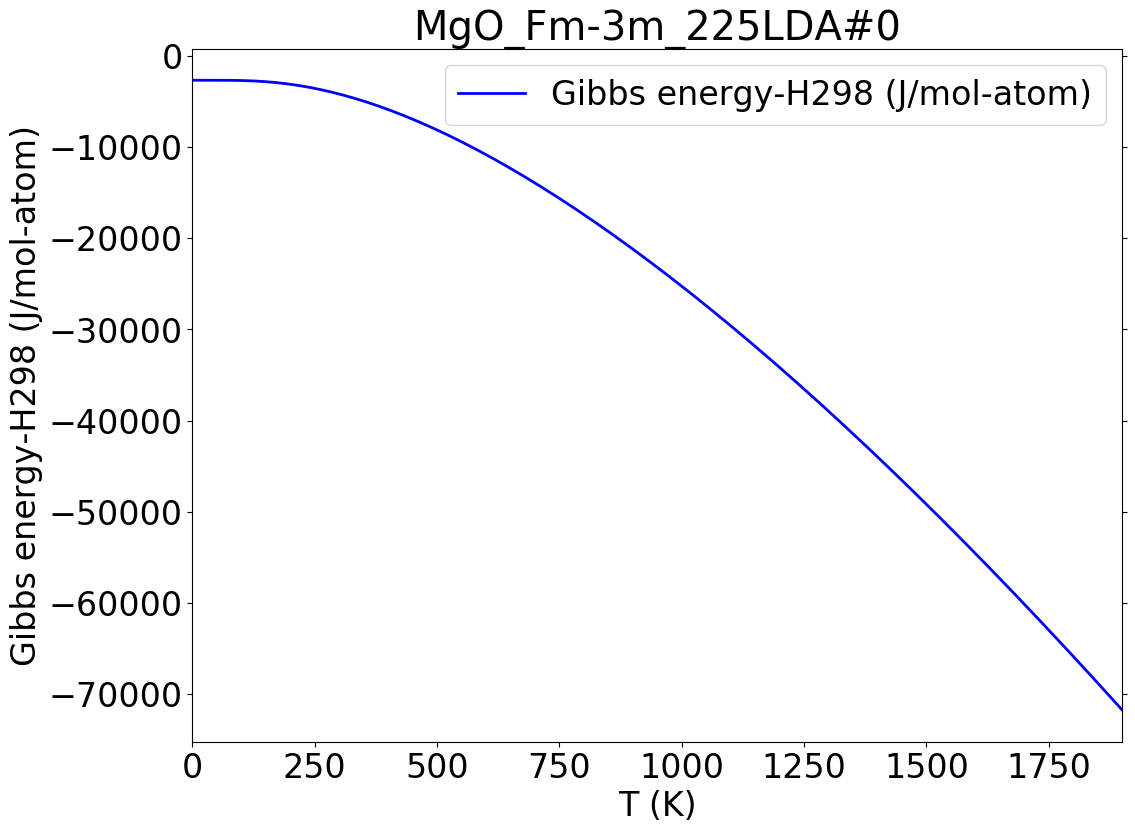 MgO_Fm-3m_225LDA#0
Gibbs energy-H298 (J/mol-atom)
Gibbs energy-H298 (J/mol-atom)
0
−10000
−20000
−30000
−40000
−50000
−60000
−70000
0 250 500 750 1000 1250 1500 1750
T (K)